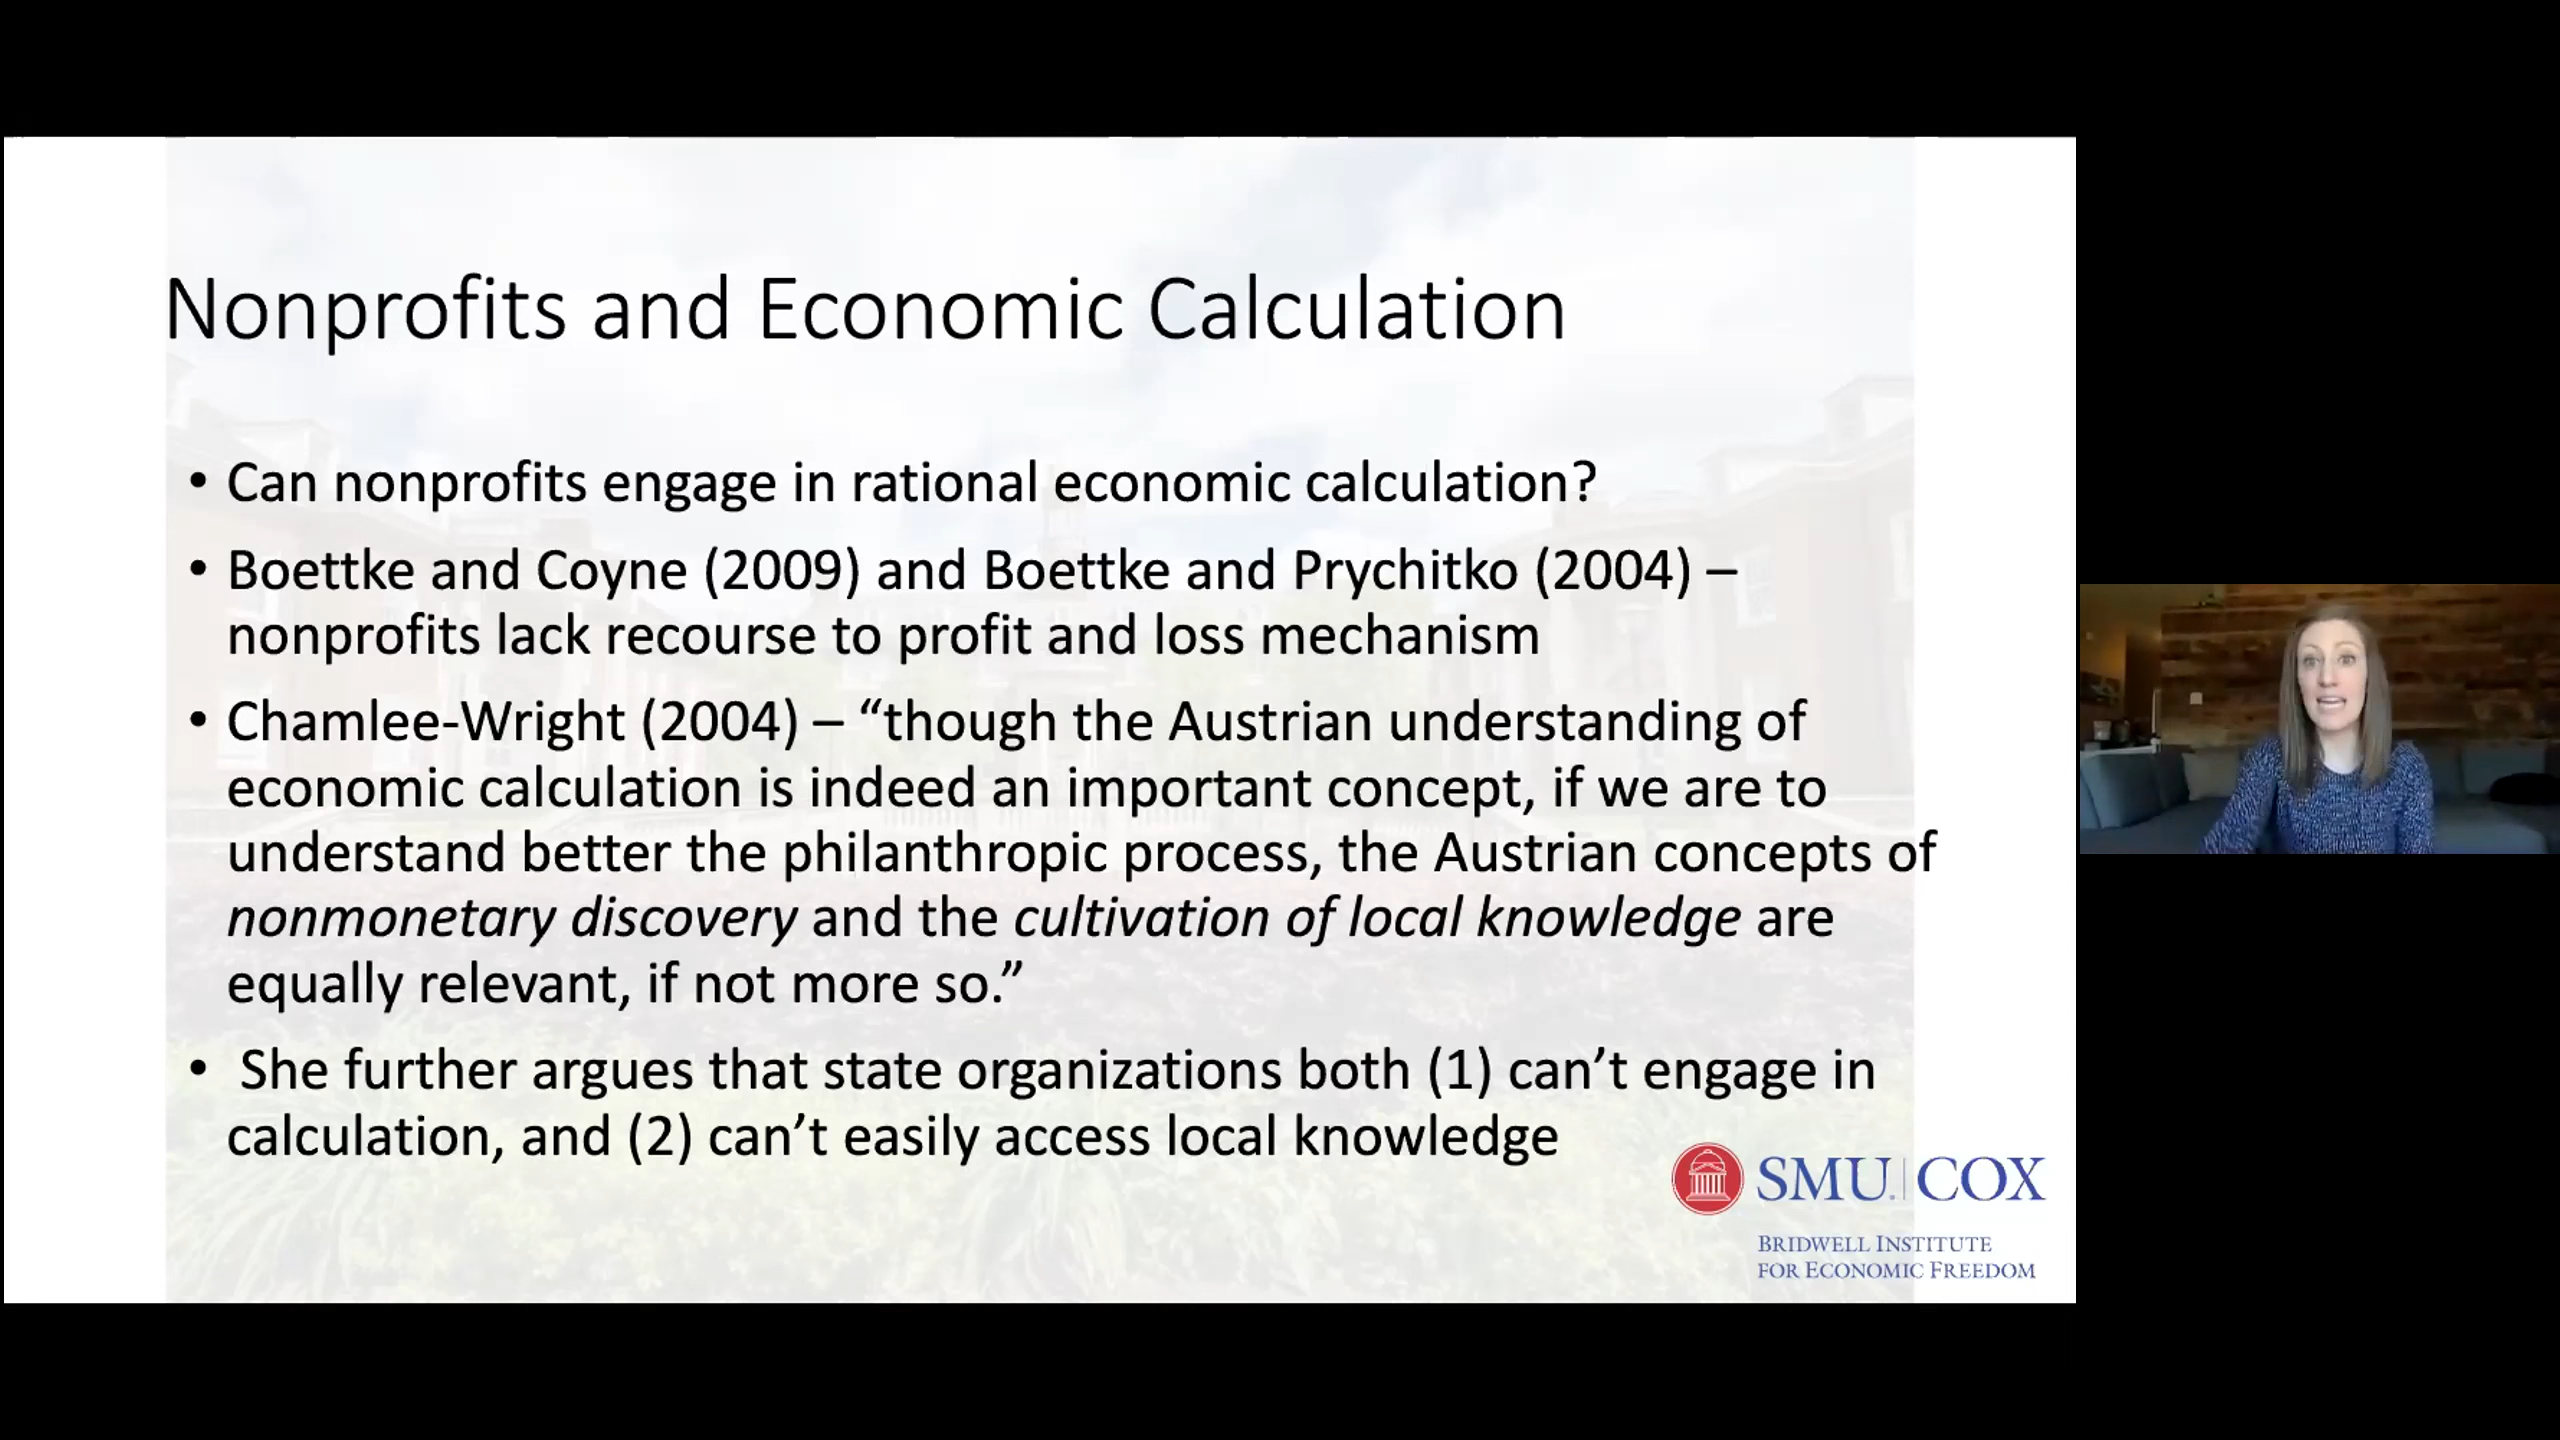 Nonprofits and Economic Calculation
• Can nonprofits engage in rational economic calculation?
• Boettke and Coyne (2009) and Boettke and Prychitko (2004) –
nonprofits lack recourse to profit and loss mechanism
• Chamlee-Wright (2004) – “though the Austrian understanding of
economic calculation is indeed an important concept, if we are to
understand better the philanthropic process, the Austrian concepts of
nonmonetary discovery and the cultivation of local knowledge are
equally relevant, if not more so.”
• She further argues that state organizations both (1) can’t engage in
calculation, and (2) can’t easily access local knowledge
SMU. | COX
BRIDWELL INSTITUTE
FOR ECONOMIC FREEDOM